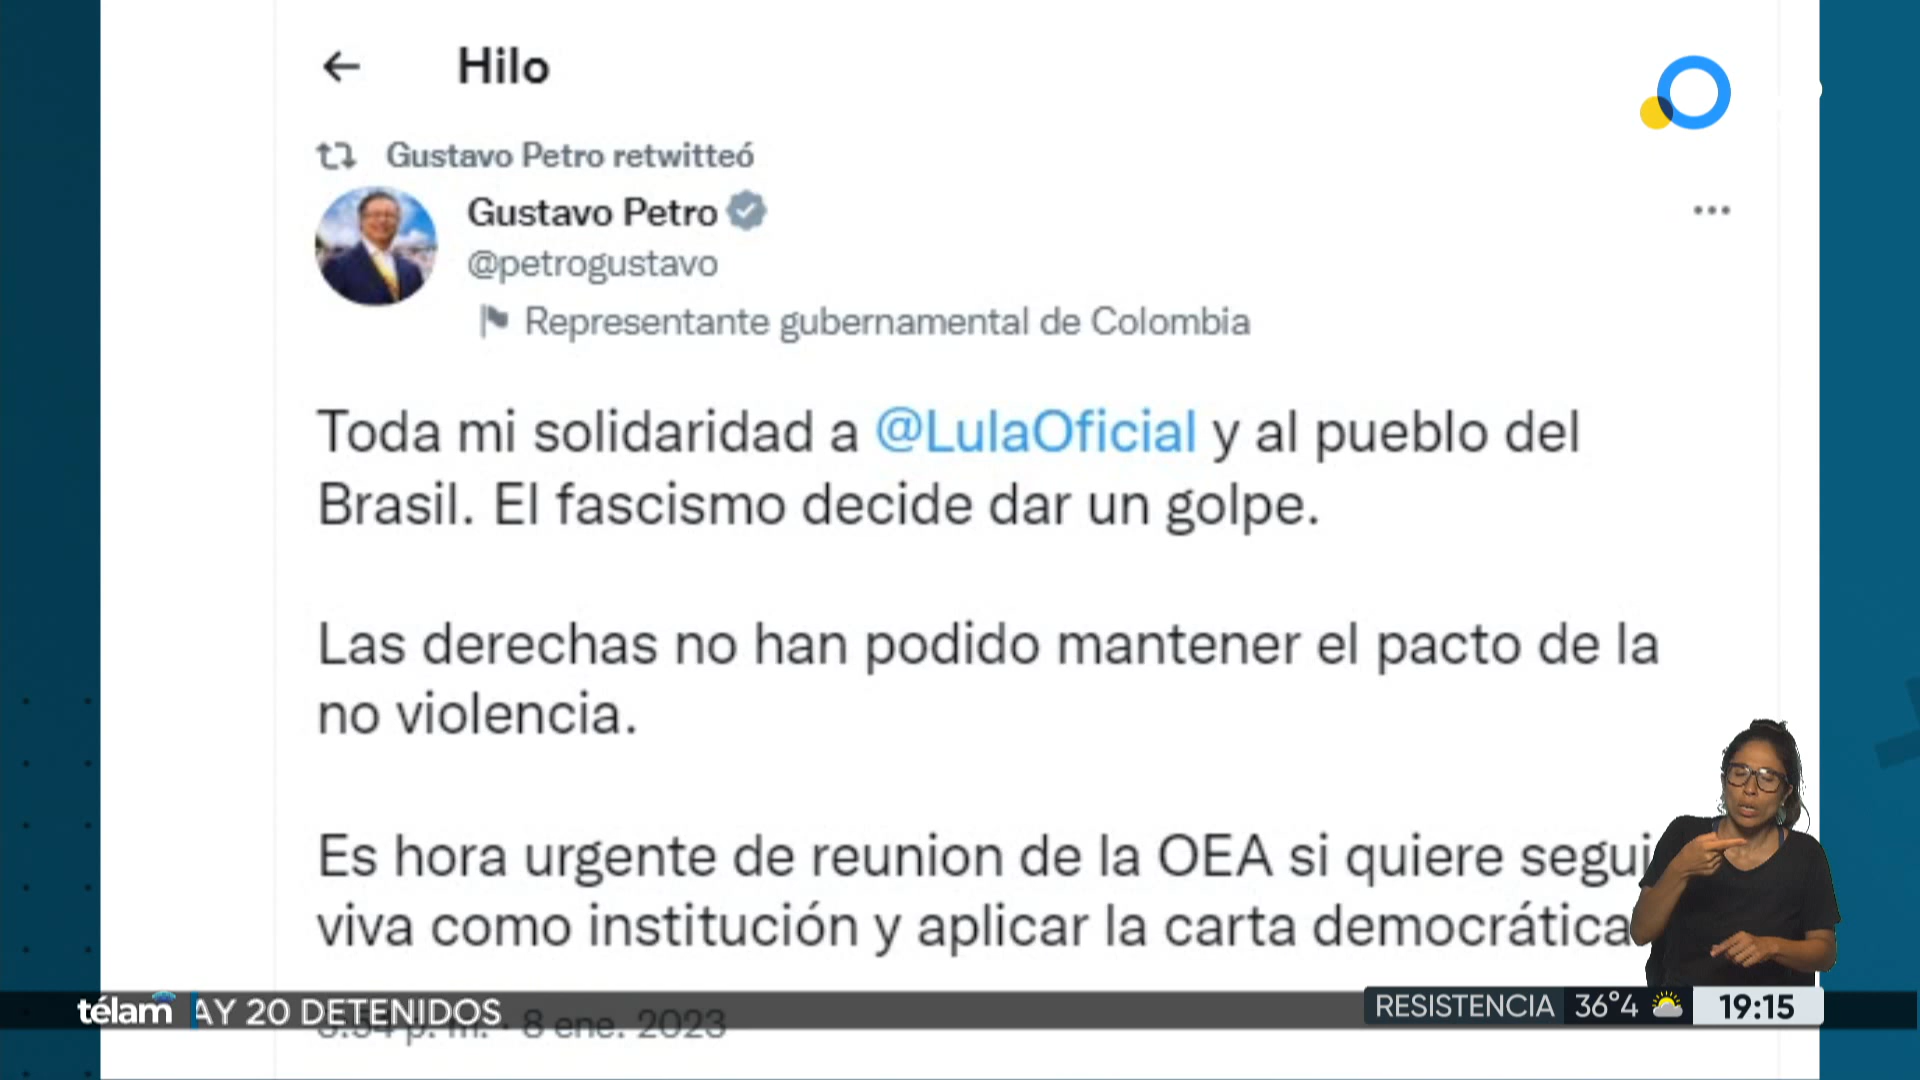 Hilo
Gustavo Petro retwitteó
Gustavo Petro
@petrogustavo
Representante gubernamental de Colombia
Toda mi solidaridad a @LulaOficial y al pueblo del
Brasil. El fascismo decide dar un golpe.
Las derechas no han podido mantener el pacto de la
no violencia.
Es hora urgente de reunion de la OEA si quiere segui
viva como institución y aplicar la carta democrática
télam AY 20 DETENIDOS
RESISTENCIA 36°4 19:15
p. m. · 8 ene. 2023